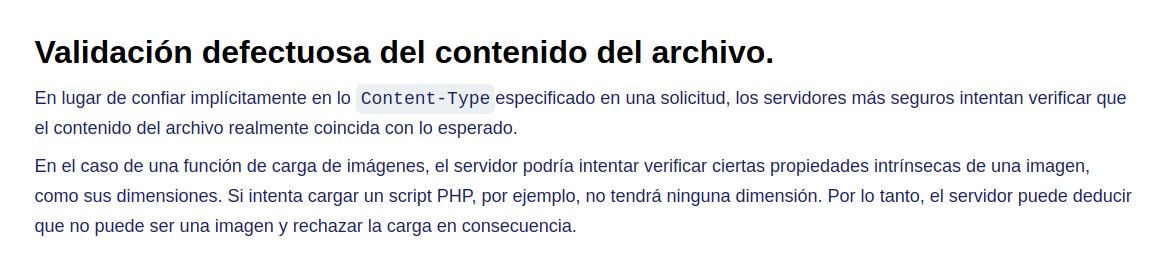 Validación defectuosa del contenido del archivo.
En lugar de confiar implícitamente en lo Content-Type especificado en una solicitud, los servidores más seguros intentan verificar que
el contenido del archivo realmente coincida con lo esperado.
En el caso de una función de carga de imágenes, el servidor podría intentar verificar ciertas propiedades intrínsecas de una imagen,
como sus dimensiones. Si intenta cargar un script PHP, por ejemplo, no tendrá ninguna dimensión. Por lo tanto, el servidor puede deducir
que no puede ser una imagen y rechazar la carga en consecuencia.